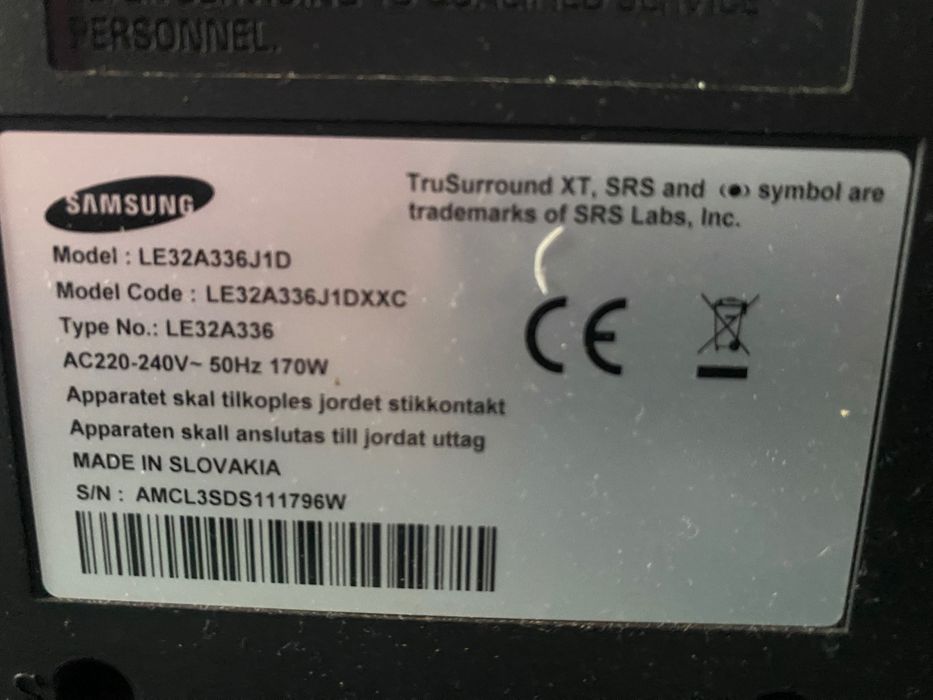 PERSONNEL.
SAMSUNG
TruSurround XT, SRS and (●) symbol are
trademarks of SRS Labs, Inc.
Model : LE32A336J1D
Model Code : LE32A336J1DXXC
Type No.: LE32A336
AC220-240V~ 50Hz 170W
Apparatet skal tilkoples jordet stikkontakt
Apparaten skall anslutas till jordat uttag
MADE IN SLOVAKIA
S/N : AMCL3SDS111796W
CE